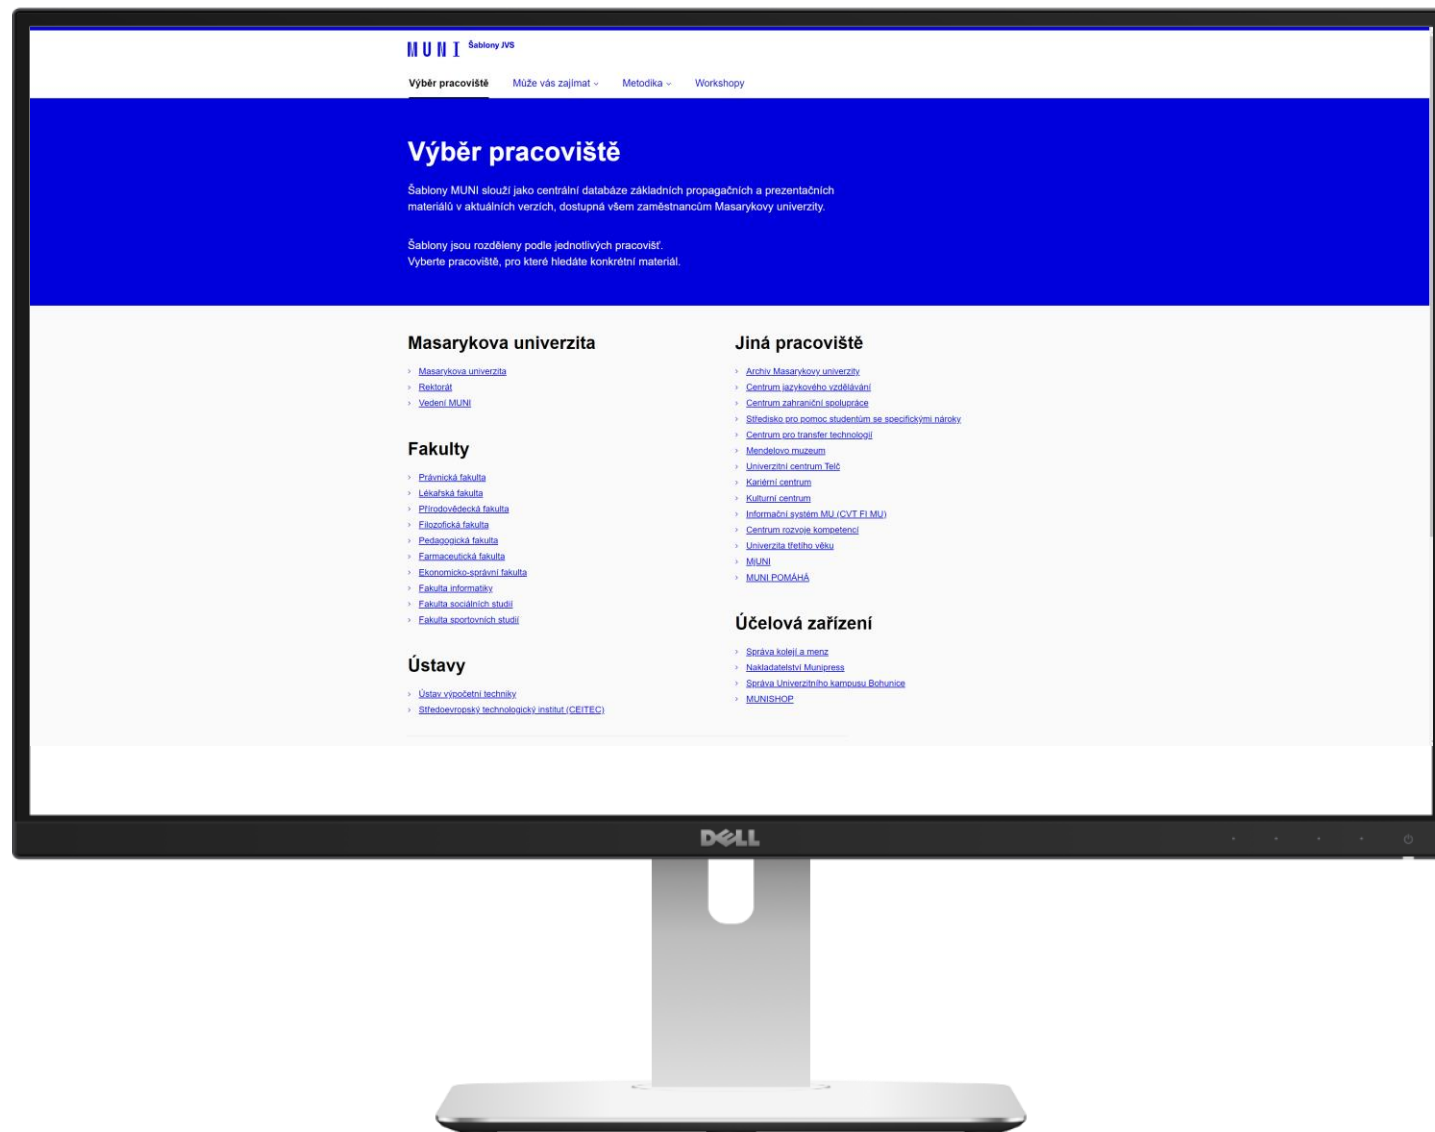 MUNI Šablony JVS
Výběr pracoviště Může vás zajímat Metodika Workshopy
Výběr pracoviště
Šablony MUNI slouží jako centrální databáze základních propagačních a prezentačních
materiálů v aktuálních verzích, dostupná všem zaměstnancům Masarykovy univerzity.
Šablony jsou rozděleny podle jednotlivých pracovišť.
Vyberte pracoviště, pro které hledáte konkrétní materiál.
Masarykova univerzita
Masarykova univerzita
Rektorát
Vedení MUNI
Fakulty
Právnická fakulta
Lékařská fakulta
Přírodovědecká fakulta
Filozofická fakulta
Pedagogická fakulta
Farmaceutická fakulta
Ekonomicko-správní fakulta
Fakulta informatiky
Fakulta sociálních studií
Fakulta sportovních studií
Ústavy
Ústav výpočetní techniky
Středoevropský technologický institut (CEITEC)
Jiná pracoviště
Archiv Masarykovy univerzity
Centrum jazykového vzdělávání
Centrum zahraniční spolupráce
Středisko pro pomoc studentům se specifickými nároky
Centrum pro transfer technologií
Mendelovo muzeum
Univerzitní centrum Telč
Kariérní centrum
Kulturní centrum
Informační systém MU (CVT FI MU)
Centrum rozvoje kompetencí
Univerzita třetího věku
MjUNI
MUNI POMÁHÁ
Účelová zařízení
Správa kolejí a menz
Nakladatelství Munipress
Správa Univerzitního kampusu Bohunice
MUNISHOP
DELL